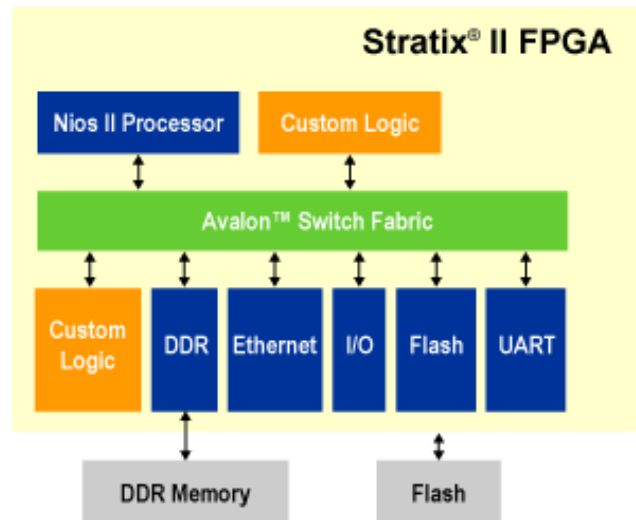 Stratix® II FPGA
Nios II Processor
Custom Logic
Avalon™ Switch Fabric
Custom
Logic
DDR
Ethernet
I/O
Flash
UART
DDR Memory
Flash